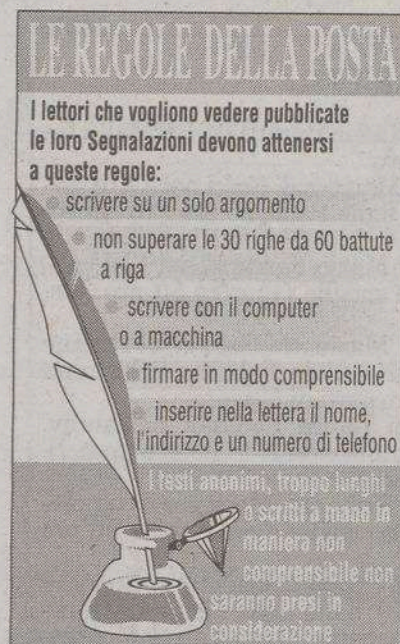 LE REGOLE DELLA POSTA
I lettori che vogliono vedere pubblicate
le loro Segnalazioni devono attenersi
a queste regole:
scrivere su un solo argomento
non superare le 30 righe da 60 battute
a riga
scrivere con il computer
o a macchina
firmare in modo comprensibile
inserire nella lettera il nome,
l'indirizzo e un numero di telefono
I testi anonimi, troppo lunghi
o scritti a mano in
maniera non
comprensibile non
saranno presi in
considerazione